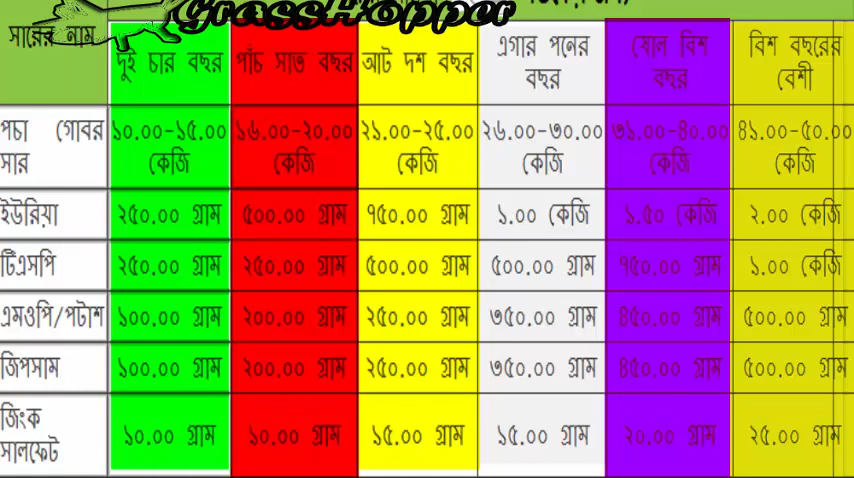 GrassHopper
সারের নাম
দুই চার বছর
পাঁচ সাত বছর
আট দশ বছর
এগার পনের
বছর
ষোল বিশ
বছর
বিশ বছরের
বেশী
পচা গোবর
সার
১০.০০-১৫.০০
কেজি
১৬.০০-২০.০০
কেজি
২১.০০-২৫.০০
কেজি
২৬.০০-৩০.০০
কেজি
৩১.০০-৪০.০০
কেজি
৪১.০০-৫০.০০
কেজি
ইউরিয়া ২৫০.০০ গ্রাম ৫০০.০০ গ্রাম ৭৫০.০০ গ্রাম ১.০০ কেজি ১.৫০ কেজি ২.০০ কেজি
টিএসপি ২৫০.০০ গ্রাম ২৫০.০০ গ্রাম ৫০০.০০ গ্রাম ৫০০.০০ গ্রাম ৭৫০.০০ গ্রাম ১.০০ কেজি
এমওপি/পটাশ ১০০.০০ গ্রাম ২০০.০০ গ্রাম ২৫০.০০ গ্রাম ৩৫০.০০ গ্রাম ৪৫০.০০ গ্রাম ৫০০.০০ গ্রাম
জিপসাম ১০০.০০ গ্রাম ২০০.০০ গ্রাম ২৫০.০০ গ্রাম ৩৫০.০০ গ্রাম ৪৫০.০০ গ্রাম ৫০০.০০ গ্রাম
জিংক
সালফেট
১০.০০ গ্রাম ১০.০০ গ্রাম ১৫.০০ গ্রাম ১৫.০০ গ্রাম ২০.০০ গ্রাম ২৫.০০ গ্রাম